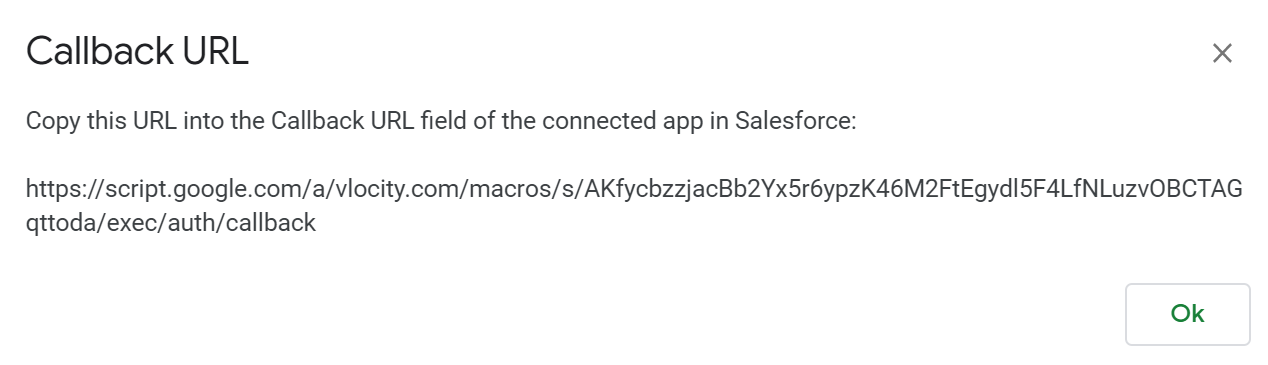 Callback URL
Copy this URL into the Callback URL field of the connected app in Salesforce:
https://script.google.com/a/vlocity.com/macros/s/AKfycbzzjacBb2Yx5r6ypzK46M2FtEgydl5F4LfNLuzvOBCTAG
qttoda/exec/auth/callback
Ok